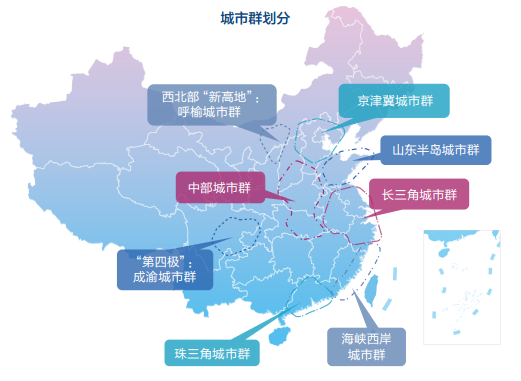 城市群划分
西北部“新高地”：
呼榆城市群
京津冀城市群
山东半岛城市群
中部城市群
长三角城市群
“第四极”：
成渝城市群
珠三角城市群
海峡西岸
城市群